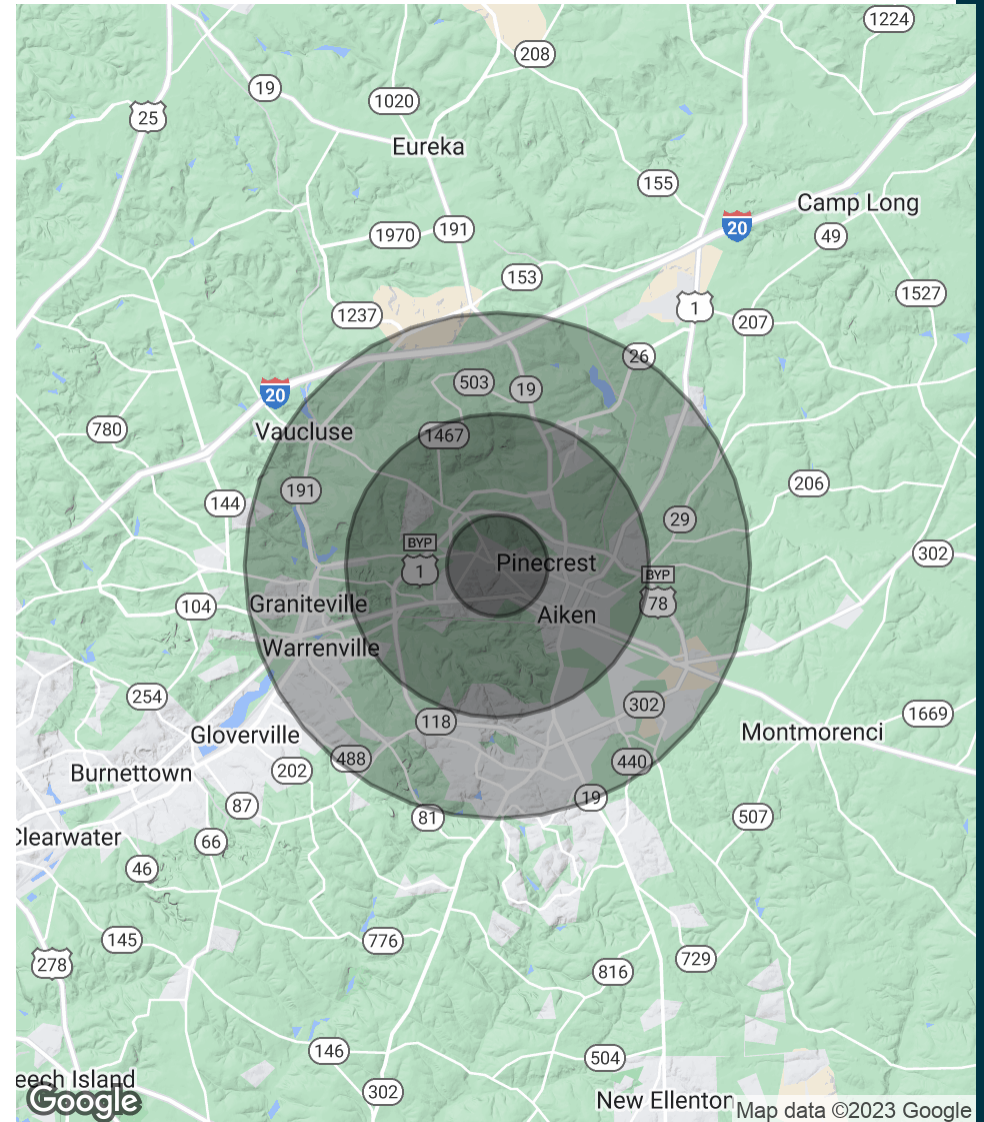 1224
208
19
1020
25
Eureka
155
Camp Long
20
49
1970
191
153
1527
1
1237
207
26
503
19
20
780
Vaucluse
1467
206
191
144
29
BYP
1
302
Pinecrest
BYP
78
104
Graniteville
Aiken
Warrenville
254
302
118
1669
Gloverville
Montmorenci
488
440
202
Burnettown
19
87
81
507
Clearwater
66
46
145
776
278
729
816
146
504
eech Island
302
New Ellenton
Google
Map data ©2023 Google